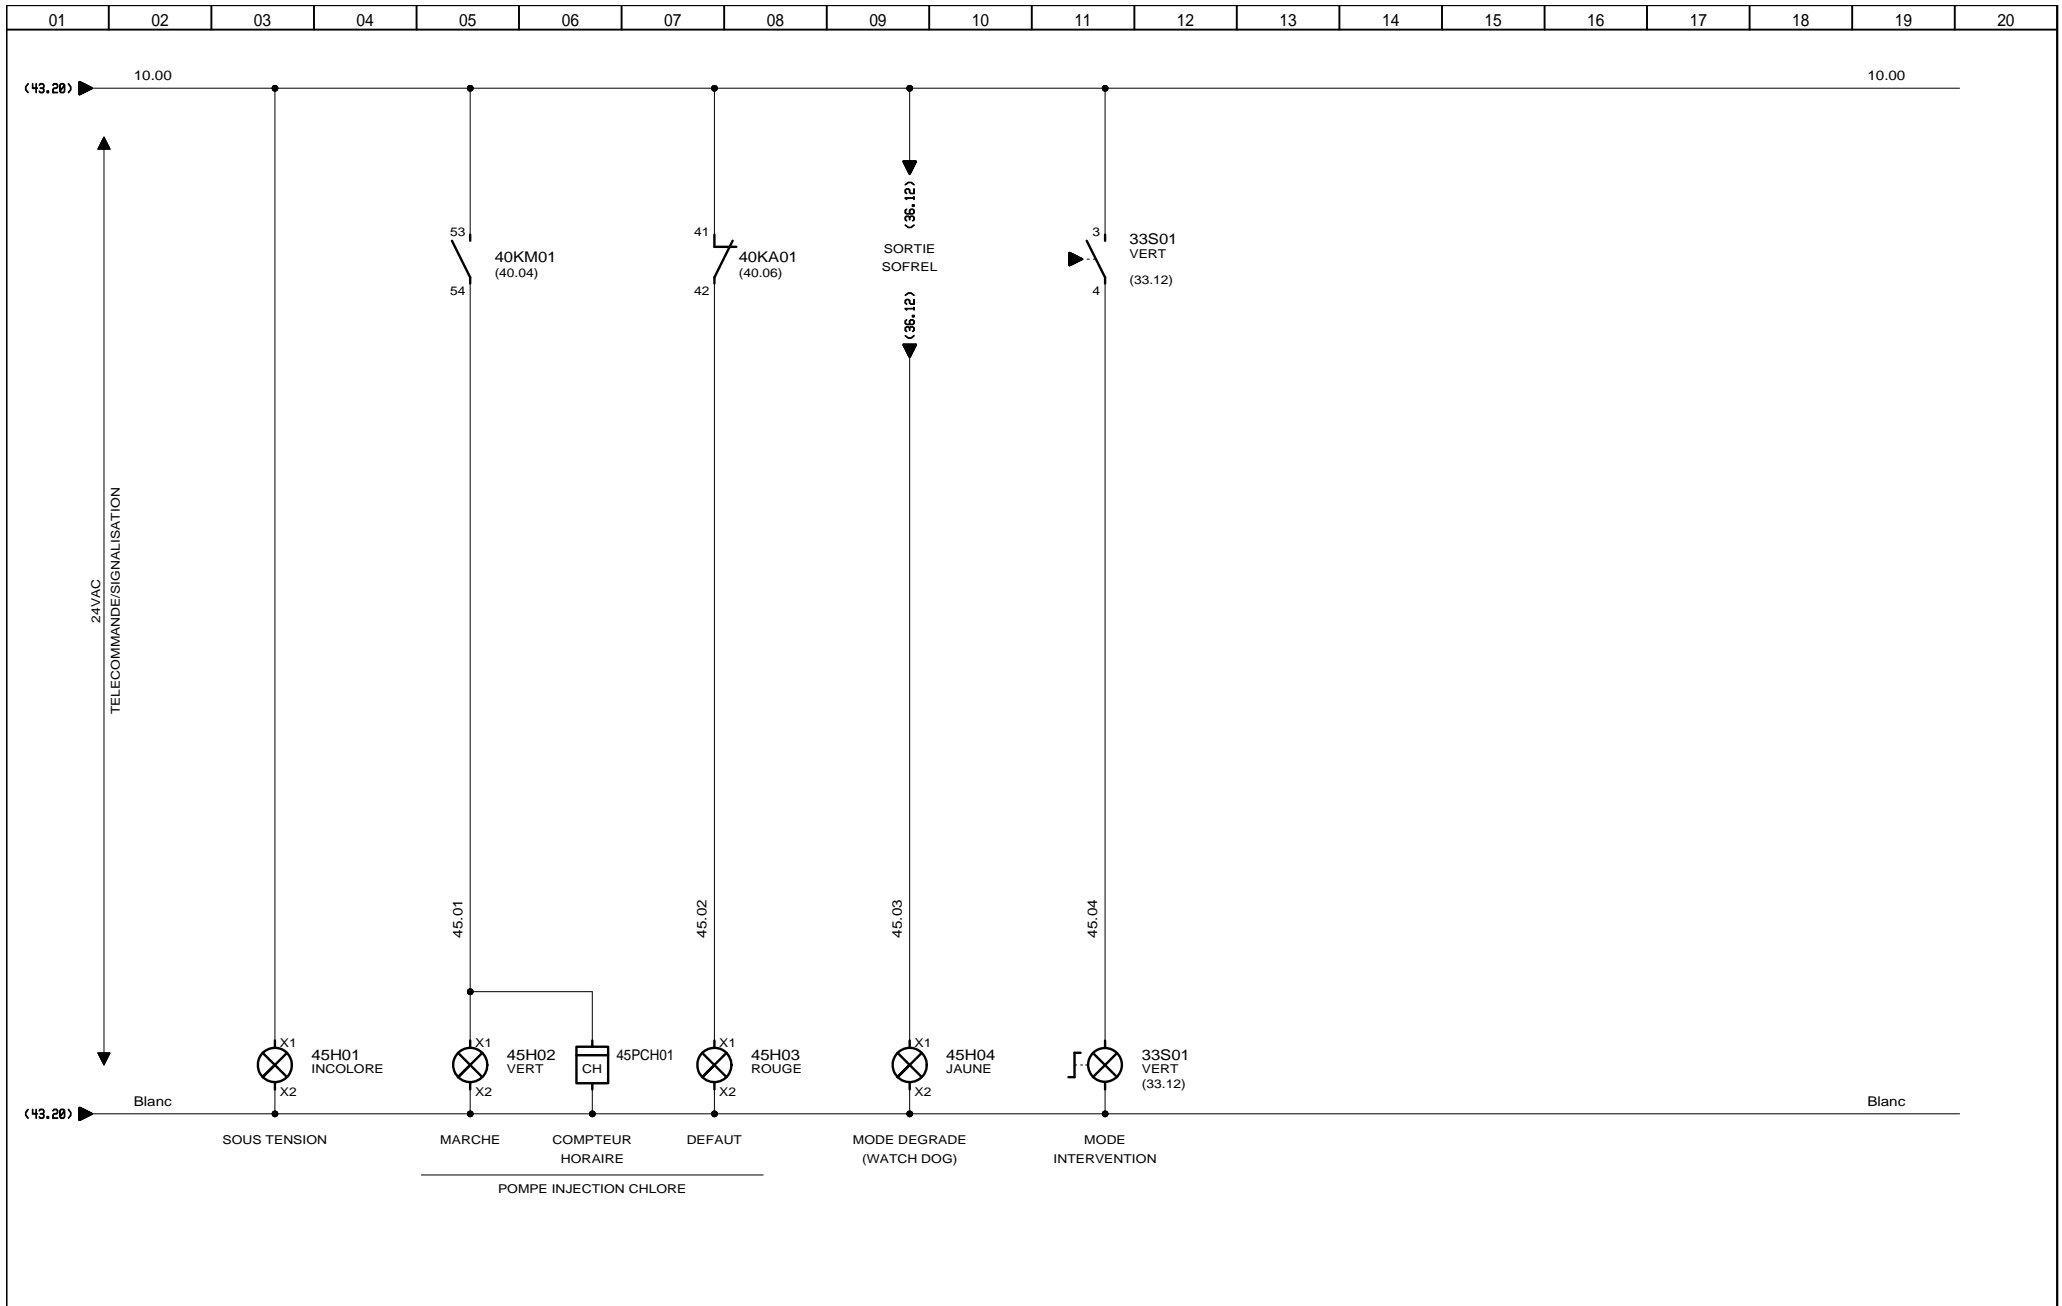 01 02 03 04 05 06 07 08 09 10 11 12 13 14 15 16 17 18 19 20
10.00 10.00
(43.20)
(36.12)
53 41 3 33S01
VERT
SORTIE
40KM01 40KA01
SOFREL
(40.04) (40.06)
(33.12)
54 42 4
(36.12)
24VAC
TELECOMMANDE/SIGNALISATION
45.01 45.02 45.03 45.04
X1 X1 X1 X1
45H01 45H02 45PCH01 45H03 45H04 33S01
INCOLORE VERT CH ROUGE JAUNE VERT
(33.12)
X2 X2 X2 X2
Blanc Blanc
(43.20)
SOUS TENSION MARCHE COMPTEUR DEFAUT MODE DEGRADE MODE
HORAIRE (WATCH DOG) INTERVENTION
POMPE INJECTION CHLORE